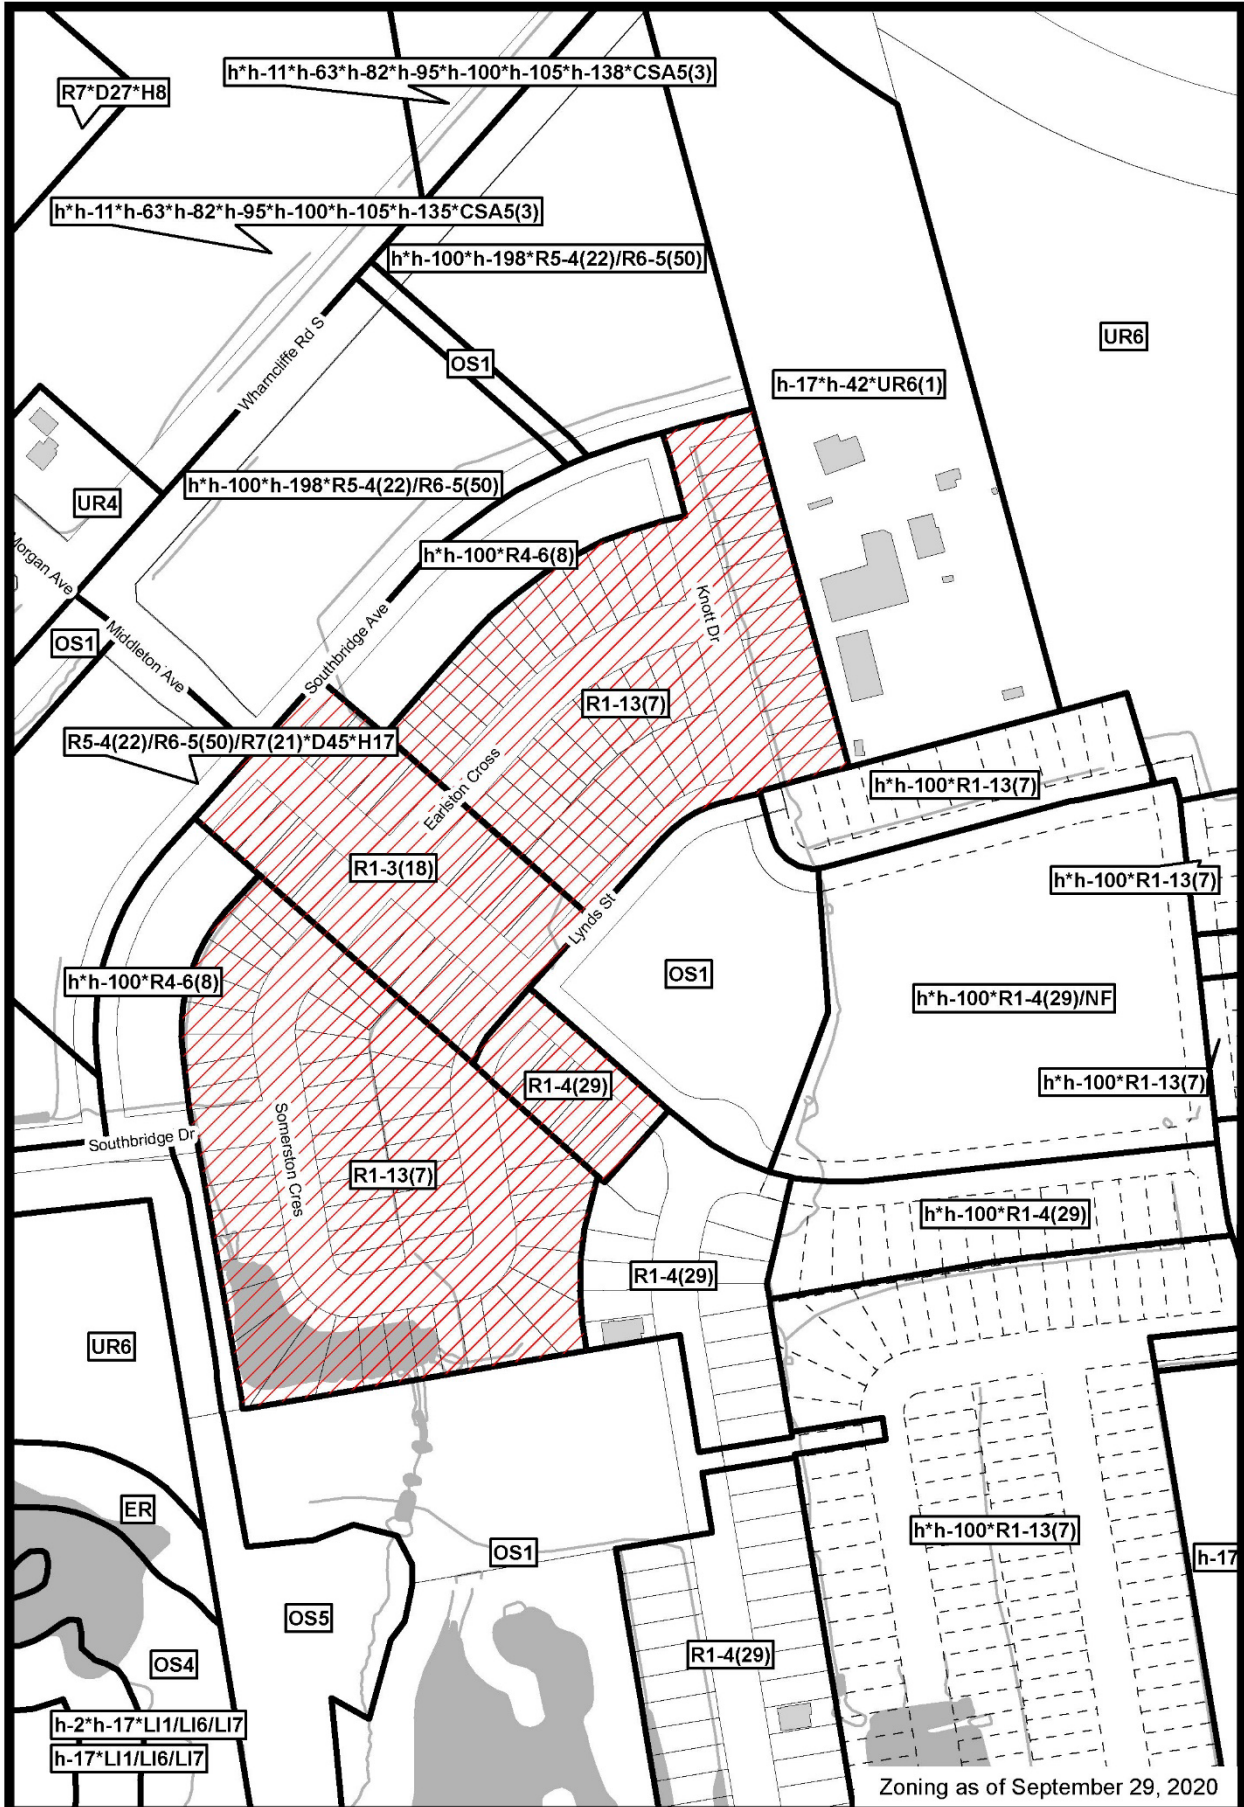 h*h-11*h-63*h-82*h-95*h-100*h-105*h-138*CSA5(3)
R7*D27*H8
h*h-11*h-63*h-82*h-95*h-100*h-105*h-135*CSA5(3)
h*h-100*h-198*R5-4(22)/R6-5(50)
UR6
Wharncliffe Rd S
OS1
h-17*h-42*UR6(1)
h*h-100*h-198*R5-4(22)/R6-5(50)
UR4
h*h-100*R4-6(8)
Morgan Ave
Knott Dr
OS1
Middleton Ave
Southbridge Ave
R1-13(7)
R5-4(22)/R6-5(50)/R7(21)*D45*H17
Earlston Cross
h*h-100*R1-13(7)
R1-3(18)
h*h-100*R1-13(7)
Lynds St
h*h-100*R4-6(8)
OS1
h*h-100*R1-4(29)/NF
R1-4(29)
h*h-100*R1-13(7)
Southbridge Dr
Somerston Cres
R1-13(7)
h*h-100*R1-4(29)
R1-4(29)
UR6
ER
h*h-100*R1-13(7)
OS1
h-17
OS5
OS4
R1-4(29)
h-2*h-17*LI1/LI6/LI7
h-17*LI1/LI6/LI7
Zoning as of September 29, 2020